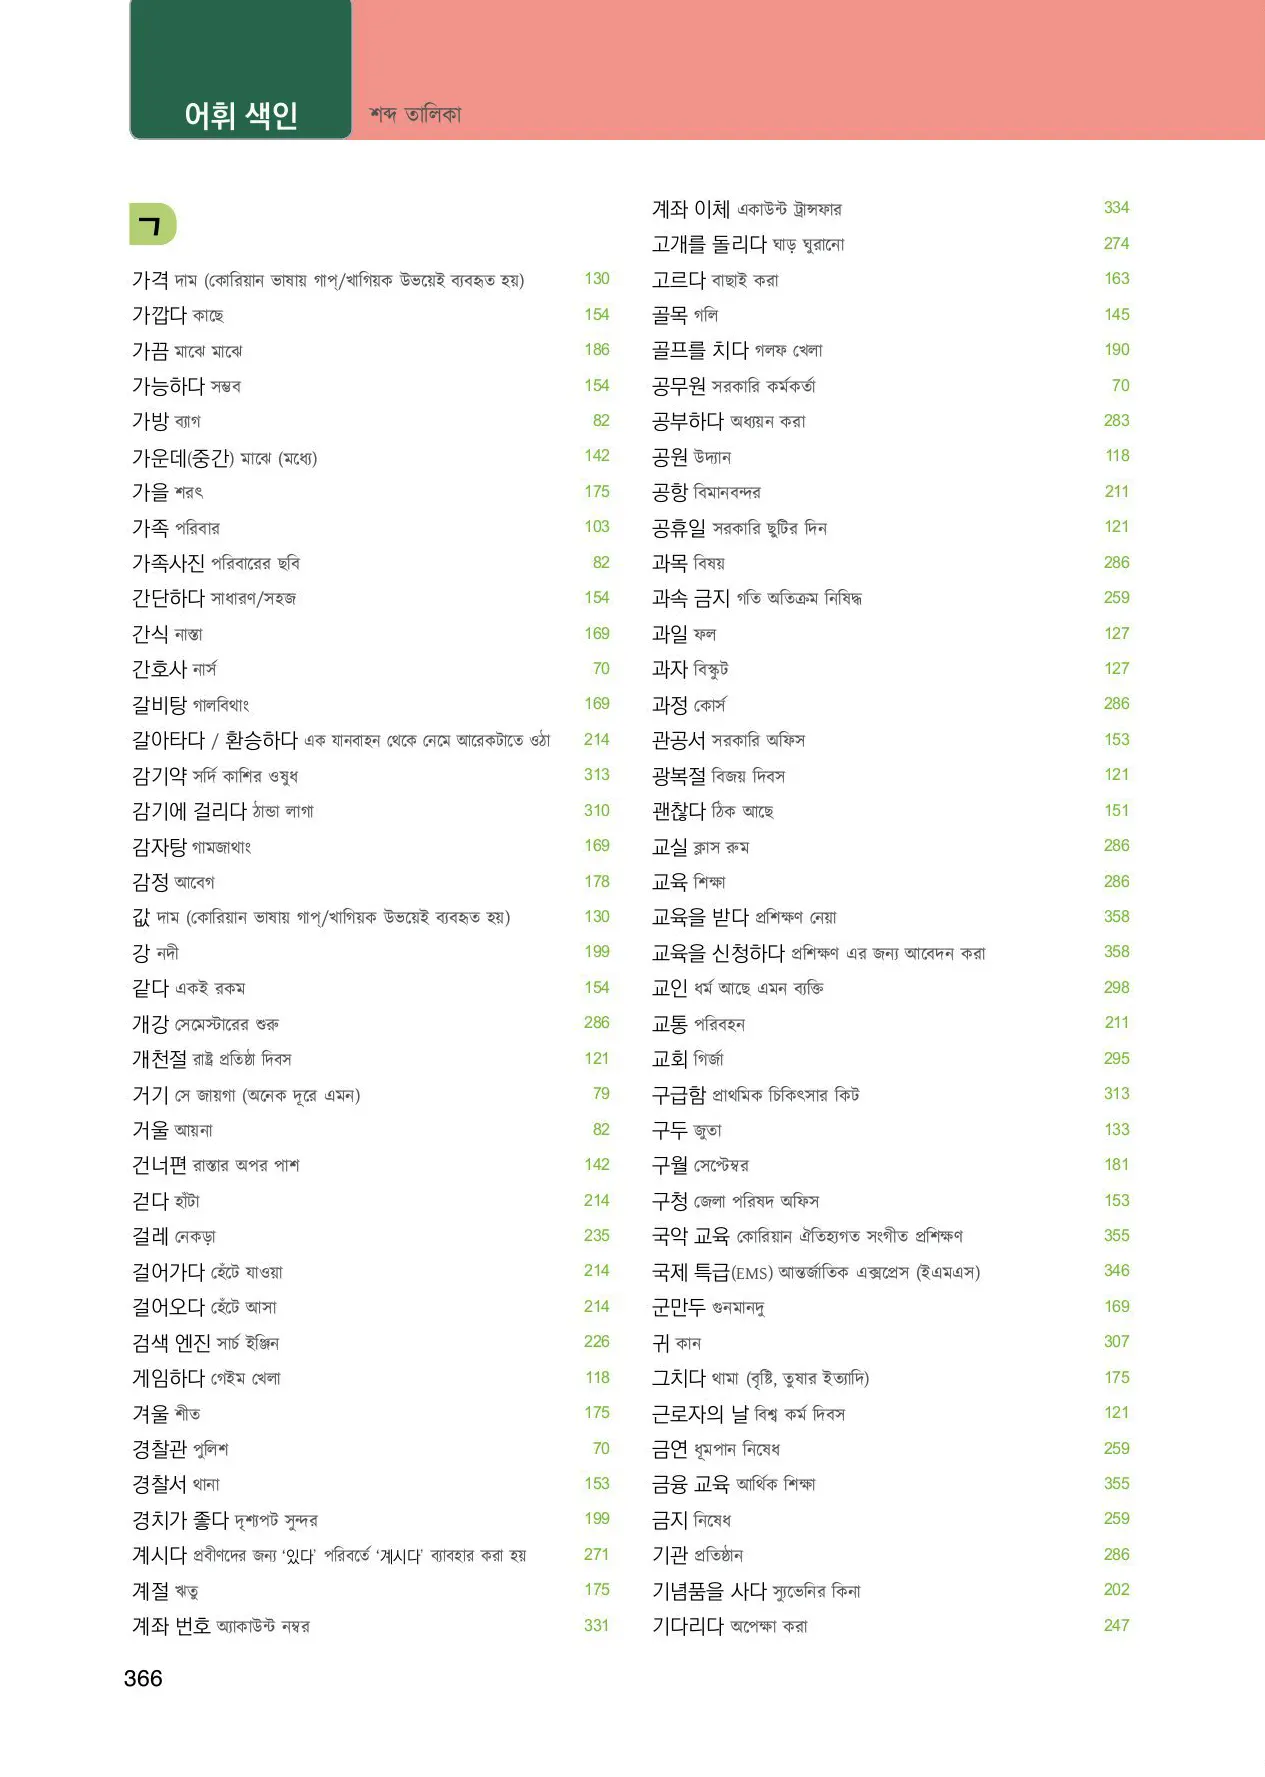 어휘 색인
শব্দ তালিকা
ㄱ
가격 দাম (কোরিয়ান ভাষায় গাপ্/খাগিয়ক উভয়েই ব্যবহৃত হয়) 130
가깝다 কাছে 154
가끔 মাঝে মাঝে 186
가능하다 সম্ভব 154
가방 ব্যাগ 82
가운데(중간) মাঝে (মধ্যে) 142
가을 শরৎ 175
가족 পরিবার 103
가족사진 পরিবারের ছবি 82
간단하다 সাধারণ/সহজ 154
간식 নাস্তা 169
간호사 নার্স 70
갈비탕 গালবিথাং 169
갈아타다 / 환승하다 এক যানবাহন থেকে নেমে আরেকটাতে ওঠা 214
감기약 সর্দি কাশির ওষুধ 313
감기에 걸리다 ঠান্ডা লাগা 310
감자탕 গামজাথাং 169
감정 আবেগ 178
값 দাম (কোরিয়ান ভাষায় গাপ্/খাগিয়ক উভয়েই ব্যবহৃত হয়) 130
강 নদী 199
같다 একই রকম 154
개강 সেমেস্টারের শুরু 286
개천절 রাষ্ট্র প্রতিষ্ঠা দিবস 121
거기 সে জায়গা (অনেক দূরে এমন) 79
거울 আয়না 82
건너편 রাস্তার অপর পাশ 142
걷다 হাঁটা 214
걸레 নেকড়া 235
걸어가다 হেঁটে যাওয়া 214
걸어오다 হেঁটে আসা 214
검색 엔진 সার্চ ইঞ্জিন 226
게임하다 গেইম খেলা 118
겨울 শীত 175
경찰관 পুলিশ 70
경찰서 থানা 153
경치가 좋다 দৃশ্যপট সুন্দর 199
계시다 প্রবীণদের জন্য ‘있다’ পরিবর্তে ‘계시다’ ব্যাবহার করা হয় 271
계절 ঋতু 175
계좌 번호 অ্যাকাউন্ট নম্বর 331
계좌 이체 একাউন্ট ট্রান্সফার 334
고개를 돌리다 ঘাড় ঘুরানো 274
고르다 বাছাই করা 163
골목 গলি 145
골프를 치다 গলফ খেলা 190
공무원 সরকারি কর্মকর্তা 70
공부하다 অধ্যয়ন করা 283
공원 উদ্যান 118
공항 বিমানবন্দর 211
공휴일 সরকারি ছুটির দিন 121
과목 বিষয় 286
과속 금지 গতি অতিক্রম নিষিদ্ধ 259
과일 ফল 127
과자 বিস্কুট 127
과정 কোর্স 286
관공서 সরকারি অফিস 153
광복절 বিজয় দিবস 121
괜찮다 ঠিক আছে 151
교실 ক্লাস রুম 286
교육 শিক্ষা 286
교육을 받다 প্রশিক্ষণ নেয়া 358
교육을 신청하다 প্রশিক্ষণ এর জন্য আবেদন করা 358
교인 ধর্ম আছে এমন ব্যক্তি 298
교통 পরিবহন 211
교회 গির্জা 295
구급함 প্রাথমিক চিকিৎসার কিট 313
구두 জুতা 133
구월 সেপ্টেম্বর 181
구청 জেলা পরিষদ অফিস 153
국악 교육 কোরিয়ান ঐতিহ্যগত সংগীত প্রশিক্ষণ 355
국제 특급(EMS) আন্তর্জাতিক এক্সপ্রেস (ইএমএস) 346
군만두 গুনমানদু 169
귀 কান 307
그치다 থামা (বৃষ্টি, তুষার ইত্যাদি) 175
근로자의 날 বিশ্ব কর্ম দিবস 121
금연 ধূমপান নিষেধ 259
금융 교육 আর্থিক শিক্ষা 355
금지 নিষেধ 259
기관 প্রতিষ্ঠান 286
기념품을 사다 স্যুভেনির কিনা 202
기다리다 অপেক্ষা করা 247
366